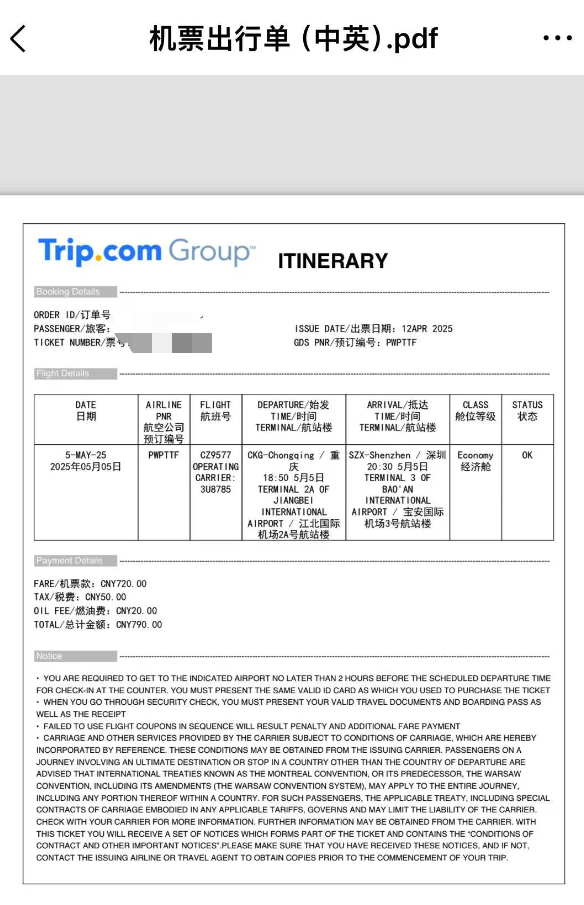 机票出行单（中英）.pdf
Trip.com Group™ ITINERARY
Booking Details
ORDER ID/订单号
PASSENGER/旅客: ISSUE DATE/出票日期: 12APR 2025
TICKET NUMBER/票号: GDS PNR/预订编号: PWPTTF
Flight Details
DATE
日期
AIRLINE
PNR
航空公司
预订编号
FLIGHT
航班号
DEPARTURE/始发
TIME/时间
TERMINAL/航站楼
ARRIVAL/抵达
TIME/时间
TERMINAL/航站楼
CLASS
舱位等级
STATUS
状态
5-MAY-25
2025年05月05日
PWPTTF
CZ9577
OPERATING
CARRIER:
3U8785
CKG-Chongqing / 重
庆
18:50 5月5日
TERMINAL 2A OF
JIANGBEI
INTERNATIONAL
AIRPORT / 江北国际
机场2A号航站楼
SZX-Shenzhen / 深圳
20:30 5月5日
TERMINAL 3 OF
BAO'AN
INTERNATIONAL
AIRPORT / 宝安国际
机场3号航站楼
Economy
经济舱
OK
Payment Details
FARE/机票款: CNY720.00
TAX/税费: CNY50.00
OIL FEE/燃油费: CNY20.00
TOTAL/总计金额: CNY790.00
Notice
• YOU ARE REQUIRED TO GET TO THE INDICATED AIRPORT NO LATER THAN 2 HOURS BEFORE THE SCHEDULED DEPARTURE TIME
FOR CHECK-IN AT THE COUNTER. YOU MUST PRESENT THE SAME VALID ID CARD AS WHICH YOU USED TO PURCHASE THE TICKET
• WHEN YOU GO THROUGH SECURITY CHECK, YOU MUST PRESENT YOUR VALID TRAVEL DOCUMENTS AND BOARDING PASS AS
WELL AS THE RECEIPT
• FAILED TO USE FLIGHT COUPONS IN SEQUENCE WILL RESULT PENALTY AND ADDITIONAL FARE PAYMENT
• CARRIAGE AND OTHER SERVICES PROVIDED BY THE CARRIER SUBJECT TO CONDITIONS OF CARRIAGE, WHICH ARE HEREBY
INCORPORATED BY REFERENCE. THESE CONDITIONS MAY BE OBTAINED FROM THE ISSUING CARRIER. PASSENGERS ON A
JOURNEY INVOLVING AN ULTIMATE DESTINATION OR STOP IN A COUNTRY OTHER THAN THE COUNTRY OF DEPARTURE ARE
ADVISED THAT INTERNATIONAL TREATIES KNOWN AS THE MONTREAL CONVENTION, OR ITS PREDECESSOR, THE WARSAW
CONVENTION, INCLUDING ITS AMENDMENTS (THE WARSAW CONVENTION SYSTEM), MAY APPLY TO THE ENTIRE JOURNEY,
INCLUDING ANY PORTION THEREOF WITHIN A COUNTRY. FOR SUCH PASSENGERS, THE APPLICABLE TREATY, INCLUDING SPECIAL
CONTRACTS OF CARRIAGE EMBODIED IN ANY APPLICABLE TARIFFS, GOVERNS AND MAY LIMIT THE LIABILITY OF THE CARRIER.
CHECK WITH YOUR CARRIER FOR MORE INFORMATION. FURTHER INFORMATION MAY BE OBTAINED FROM THE CARRIER. WITH
THIS TICKET YOU WILL RECEIVE A SET OF NOTICES WHICH FORMS PART OF THE TICKET AND CONTAINS THE “CONDITIONS OF
CONTRACT AND OTHER IMPORTANT NOTICES”.PLEASE MAKE SURE THAT YOU HAVE RECEIVED THESE NOTICES, AND IF NOT,
CONTACT THE ISSUING AIRLINE OR TRAVEL AGENT TO OBTAIN COPIES PRIOR TO THE COMMENCEMENT OF YOUR TRIP.